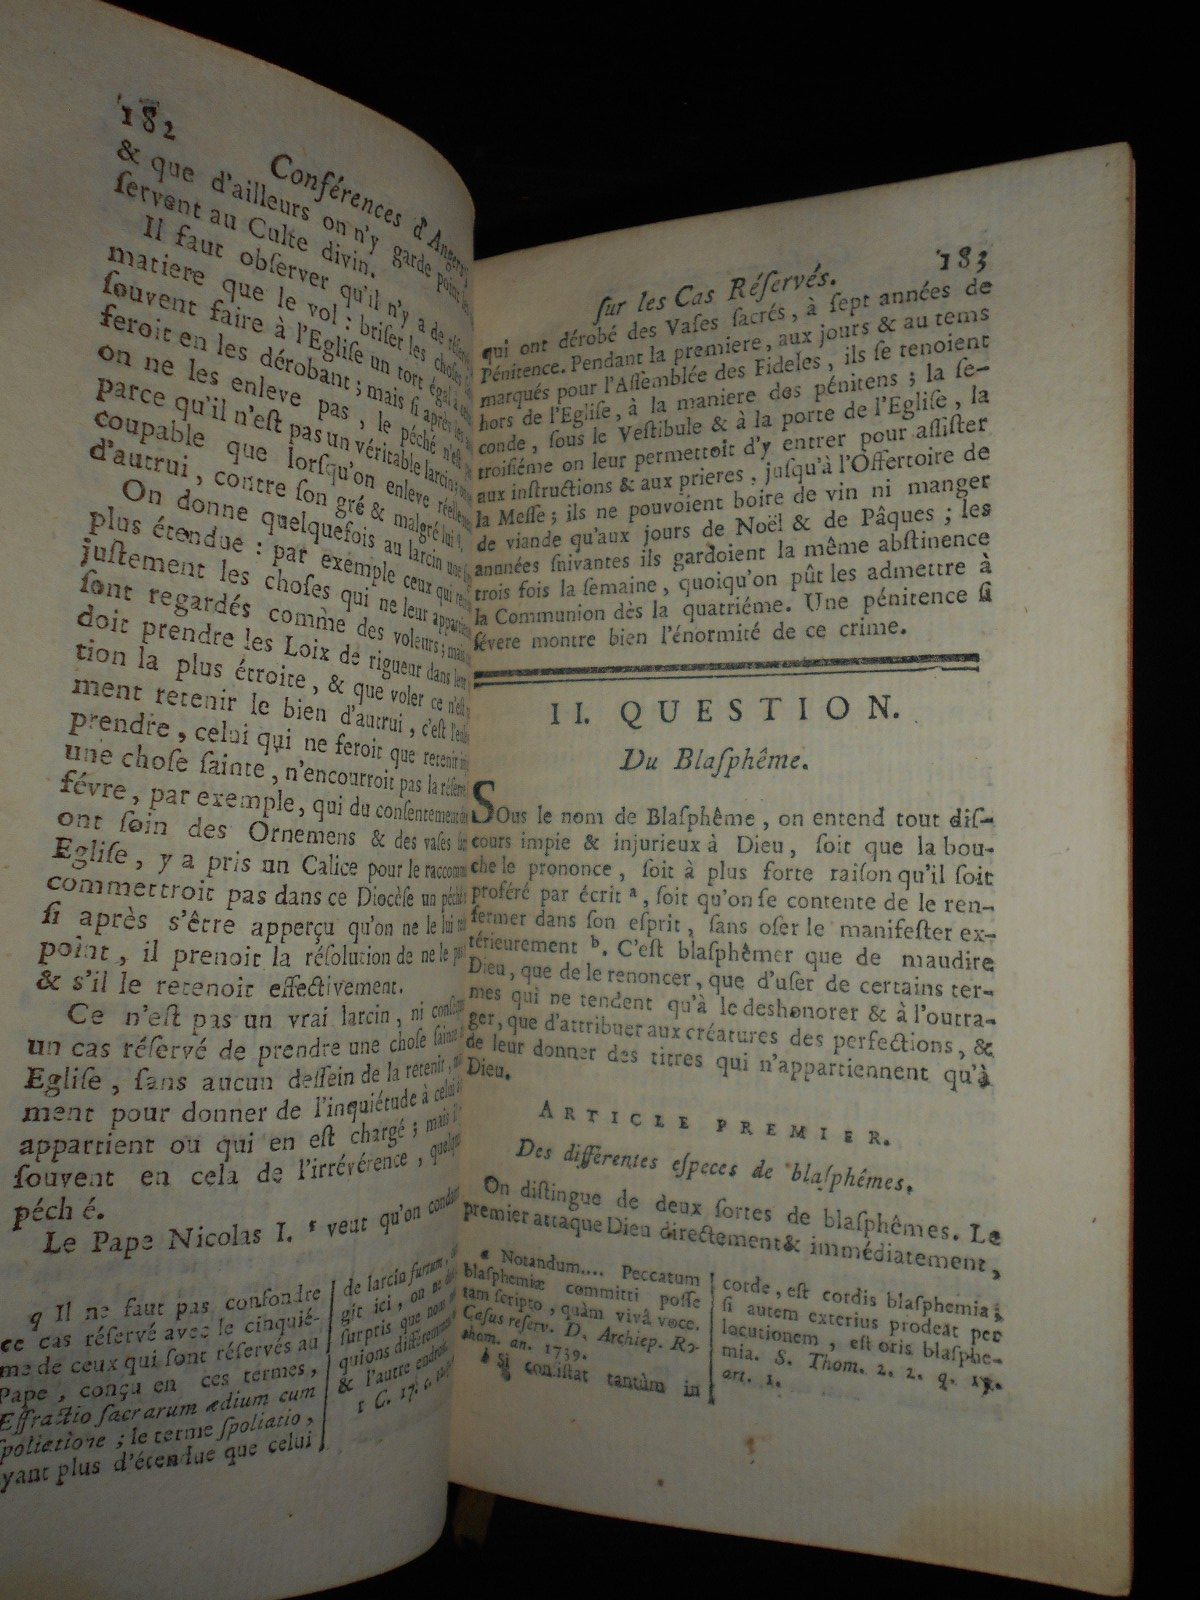 182
Conférences d'Angers,
& que d'ailleurs on n'y garde point les
ſervent au Culte divin.
Il faut obſerver qu'il n'y a de réſervé
matiere que le vol : briſer les choſes
ſouvent faire à l'Egliſe un tort égal à
feroit en les dérobant ; mais ſi après les
on ne les enleve pas, le péché n'eſt
parce qu'il n'eſt pas un véritable larcin ;
coupable que lorſqu'on enleve réellement
d'autrui, contre ſon gré & malgré lui q.
On donne quelquefois au larcin une
plus étendue : par exemple ceux qui
juſtement les choſes qui ne leur appartiennent
ſont regardés comme des voleurs ; mais
doit prendre les Loix de rigueur dans leur
tion la plus étroite, & que voler ce n'eſt
ment retenir le bien d'autrui, c'eſt
prendre, celui qui ne feroit que retenir
une choſe ſainte, n'encourroit pas la réſerve
févre, par exemple, qui du conſentement
ont ſoin des Ornemens & des vaſes
Egliſe, y a pris un Calice pour le
commettroit pas dans ce Diocèſe un péché
ſi après s'être apperçu qu'on ne le lui
point, il prenoit la réſolution de ne le
& s'il le retenoit effectivement.
Ce n'eſt pas un vrai larcin, ni
un cas réſervé de prendre une choſe ſainte
Egliſe, ſans aucun deſſein de la retenir,
ment pour donner de l'inquiétude à celui
appartient ou qui en eſt chargé ; mais
ſouvent en cela de l'irrévérence, quelque
péché.
Le Pape Nicolas I. r veut qu'on
q Il ne faut pas confondre
ce cas réſervé avec le cinquié-
me de ceux qui ſont réſervés au
Pape, conçu en ces termes,
Effractio ſacrarum ædium cum
ſpoliatione ; le terme ſpoliatio,
ayant plus d'étendue que celui
de larcin furtum,
git ici, on ne
ſurpris que nous
quions différemment
& l'autre
r C. 17.
ſur les Cas Réſervés.
183
qui ont dérobé des Vaſes ſacrés, à ſept années de
Pénitence. Pendant la premiere, aux jours & au tems
marqués pour l'Aſſemblée des Fideles, ils ſe tenoient
hors de l'Egliſe, à la maniere des pénitens ; la ſe-
conde, ſous le Veſtibule & à la porte de l'Egliſe, la
troiſiéme on leur permettoit d'y entrer pour aſſiſter
aux inſtructions & aux prieres, juſqu'à l'Offertoire de
la Meſſe ; ils ne pouvoient boire de vin ni manger
de viande qu'aux jours de Noël & de Pâques ; les
annnées ſuivantes ils gardoient la même abſtinence
trois fois la ſemaine, quoiqu'on pût les admettre à
la Communion dès la quatriéme. Une pénitence ſi
ſévere montre bien l'énormité de ce crime.
II. QUESTION.
Du Blaſphême.
Sous le nom de Blaſphême, on entend tout diſ-
cours impie & injurieux à Dieu, ſoit que la bou-
che le prononce, ſoit à plus forte raiſon qu'il ſoit
proféré par écrit a, ſoit qu'on ſe contente de le ren-
fermer dans ſon eſprit, ſans oſer le manifeſter ex-
térieurement b. C'eſt blaſphêmer que de maudire
Dieu, que de le renoncer, que d'uſer de certains ter-
mes qui ne tendent qu'à le deshonorer & à l'outra-
ger, que d'attribuer aux créatures des perfections, &
de leur donner des titres qui n'appartiennent qu'à
Dieu.
ARTICLE PREMIER.
Des différentes eſpeces de blaſphêmes.
On diſtingue de deux ſortes de blaſphêmes. Le
premier attaque Dieu directement & immédiatement,
a Notandum.... Peccatum
blaſphemiæ committi poſſe
tam ſcripto, quàm vivâ voce.
Caſus reſerv. D. Archiep. Ro-
thom. an. 1739.
b Si conſiſtat tantùm in
corde, eſt cordis blaſphemia ;
ſi autem exterius prodeat per
locutionem, eſt oris blaſphe-
mia. S. Thom. 2. 2. q. 13.
art. 1.